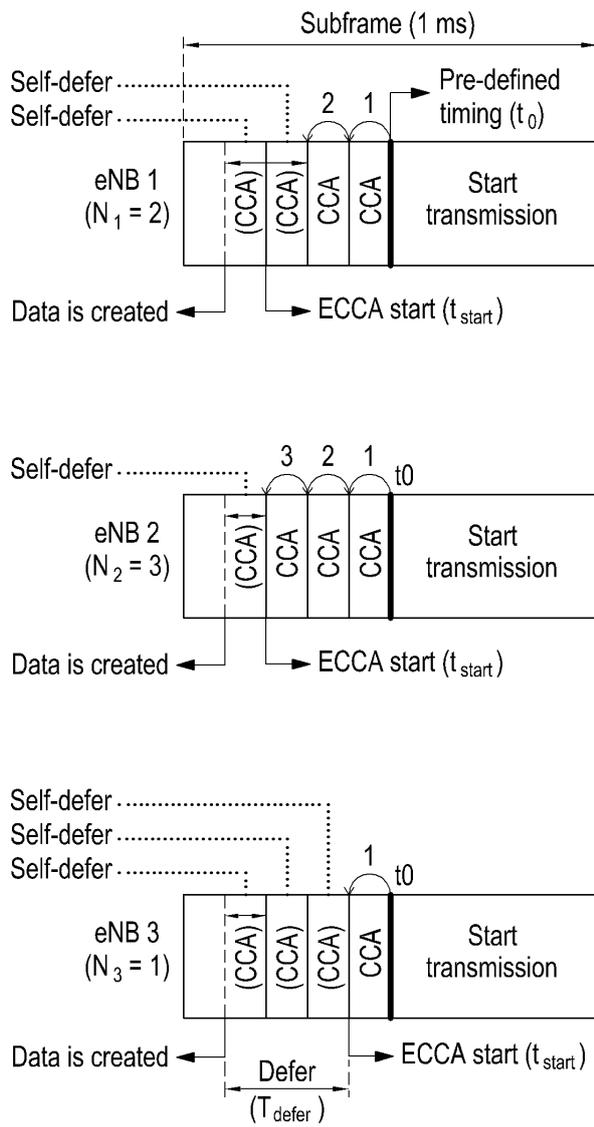 Subframe (1 ms)
Self-defer
Self-defer
2
1
Pre-defined
timing (t0)
eNB 1
(N1 = 2)
(CCA)
(CCA)
CCA
CCA
Start
transmission
Data is created
ECCA start (tstart)
Self-defer
3
2
1
t0
eNB 2
(N2 = 3)
(CCA)
CCA
CCA
CCA
Start
transmission
Data is created
ECCA start (tstart)
Self-defer
Self-defer
Self-defer
1
t0
eNB 3
(N3 = 1)
(CCA)
(CCA)
(CCA)
CCA
Start
transmission
Data is created
Defer
(Tdefer)
ECCA start (tstart)